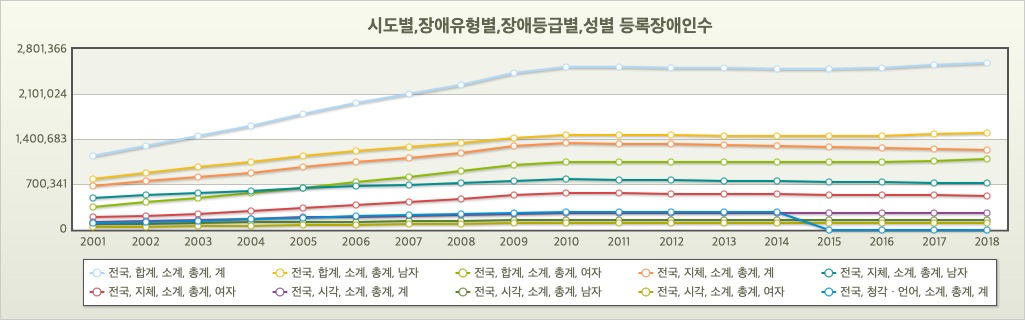 시도별,장애유형별,장애등급별,성별 등록장애인수
2,801,366
2,101,024
1,400,683
700,341
0
2001 2002 2003 2004 2005 2006 2007 2008 2009 2010 2011 2012 2013 2014 2015 2016 2017 2018
전국, 합계, 소계, 총계, 계 전국, 합계, 소계, 총계, 남자 전국, 합계, 소계, 총계, 여자 전국, 지체, 소계, 총계, 계 전국, 지체, 소계, 총계, 남자
전국, 지체, 소계, 총계, 여자 전국, 시각, 소계, 총계, 계 전국, 시각, 소계, 총계, 남자 전국, 시각, 소계, 총계, 여자 전국, 청각 · 언어, 소계, 총계, 계